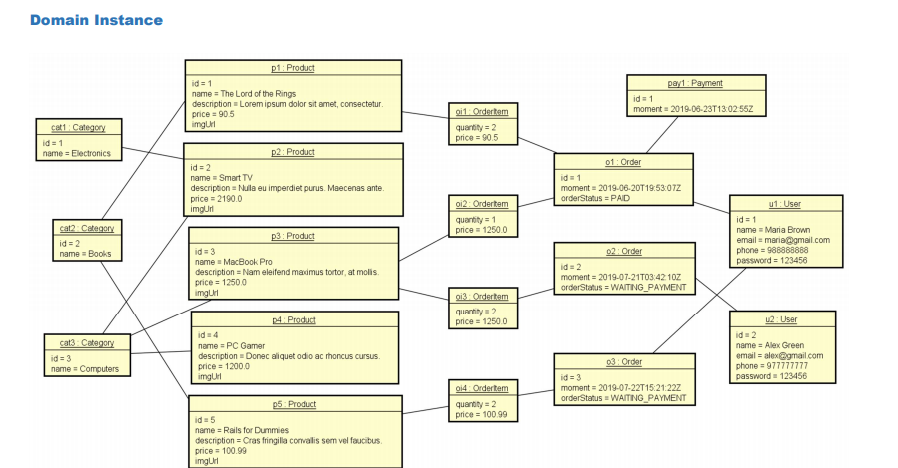 Domain Instance
p1 : Product
id = 1
name = The Lord of the Rings
description = Lorem ipsum dolor sit amet, consectetur.
price = 90.5
imgUrl
pay1 : Payment
id = 1
moment = 2019-06-23T13:02:55Z
oi1 : OrderItem
quantity = 2
price = 90.5
cat1 : Category
id = 1
name = Electronics
p2 : Product
id = 2
name = Smart TV
description = Nulla eu imperdiet purus. Maecenas ante.
price = 2190.0
imgUrl
o1 : Order
id = 1
moment = 2019-06-20T19:53:07Z
orderStatus = PAID
oi2 : OrderItem
quantity = 1
price = 1250.0
u1 : User
id = 1
name = Maria Brown
email = maria@gmail.com
phone = 988888888
password = 123456
cat2 : Category
id = 2
name = Books
p3 : Product
id = 3
name = MacBook Pro
description = Nam eleifend maximus tortor, at mollis.
price = 1250.0
imgUrl
o2 : Order
id = 2
moment = 2019-07-21T03:42:10Z
orderStatus = WAITING_PAYMENT
oi3 : OrderItem
quantity = 2
price = 1250.0
p4 : Product
id = 4
name = PC Gamer
description = Donec aliquet odio ac rhoncus cursus.
price = 1200.0
imgUrl
u2 : User
id = 2
name = Alex Green
email = alex@gmail.com
phone = 977777777
password = 123456
cat3 : Category
id = 3
name = Computers
o3 : Order
id = 3
moment = 2019-07-22T15:21:22Z
orderStatus = WAITING_PAYMENT
oi4 : OrderItem
quantity = 2
price = 100.99
p5 : Product
id = 5
name = Rails for Dummies
description = Cras fringilla convallis sem vel faucibus.
price = 100.99
imgUrl